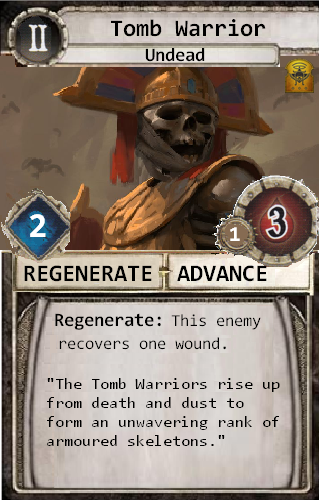 II
Tomb Warrior
Undead
2
1
3
REGENERATE ADVANCE
Regenerate: This enemy
recovers one wound.
"The Tomb Warriors rise up
from death and dust to
form an unwavering rank of
armoured skeletons."